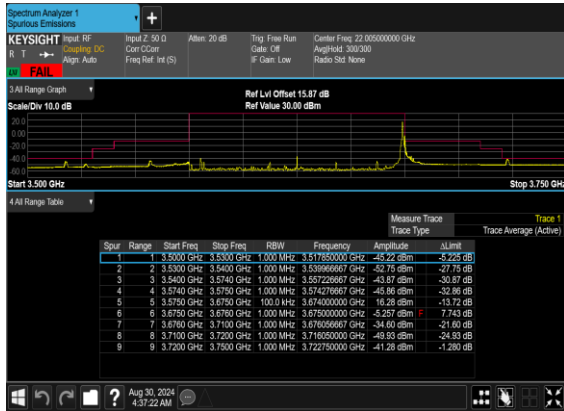 Spectrum Analyzer 1
Spurious Emissions
KEYSIGHT Input: RF Input Z: 50 Ω Atten: 20 dB Trig: Free Run Center Freq: 22.005000000 GHz
R T Coupling: DC Corr CCorr Gate: Off Avg|Hold: 300/300
Align: Auto Freq Ref: Int (S) IF Gain: Low Radio Std: None
FAIL
3 All Range Graph
Ref Lvl Offset 15.87 dB
Scale/Div 10.0 dB Ref Value 30.00 dBm
20.0
0.00
-20.0
-40.0
-60.0
Start 3.500 GHz Stop 3.750 GHz
4 All Range Table
Measure Trace Trace 1
Trace Type Trace Average (Active)
Spur Range Start Freq Stop Freq RBW Frequency Amplitude ΔLimit
1 1 3.5000 GHz 3.5300 GHz 1.000 MHz 3.517850000 GHz -45.22 dBm -5.225 dB
2 2 3.5300 GHz 3.5400 GHz 1.000 MHz 3.539966667 GHz -52.75 dBm -27.75 dB
3 3 3.5400 GHz 3.5740 GHz 1.000 MHz 3.557226667 GHz -43.87 dBm -30.87 dB
4 4 3.5740 GHz 3.5750 GHz 1.000 MHz 3.574276667 GHz -45.86 dBm -32.86 dB
5 5 3.5750 GHz 3.6750 GHz 100.0 kHz 3.674000000 GHz 16.28 dBm -13.72 dB
6 6 3.6750 GHz 3.6760 GHz 1.000 MHz 3.675000000 GHz -5.257 dBm F 7.743 dB
7 7 3.6760 GHz 3.7100 GHz 1.000 MHz 3.676056667 GHz -34.60 dBm -21.60 dB
8 8 3.7100 GHz 3.7200 GHz 1.000 MHz 3.716050000 GHz -49.93 dBm -24.93 dB
9 9 3.7200 GHz 3.7500 GHz 1.000 MHz 3.722750000 GHz -41.28 dBm -1.280 dB
Aug 30, 2024
4:37:22 AM